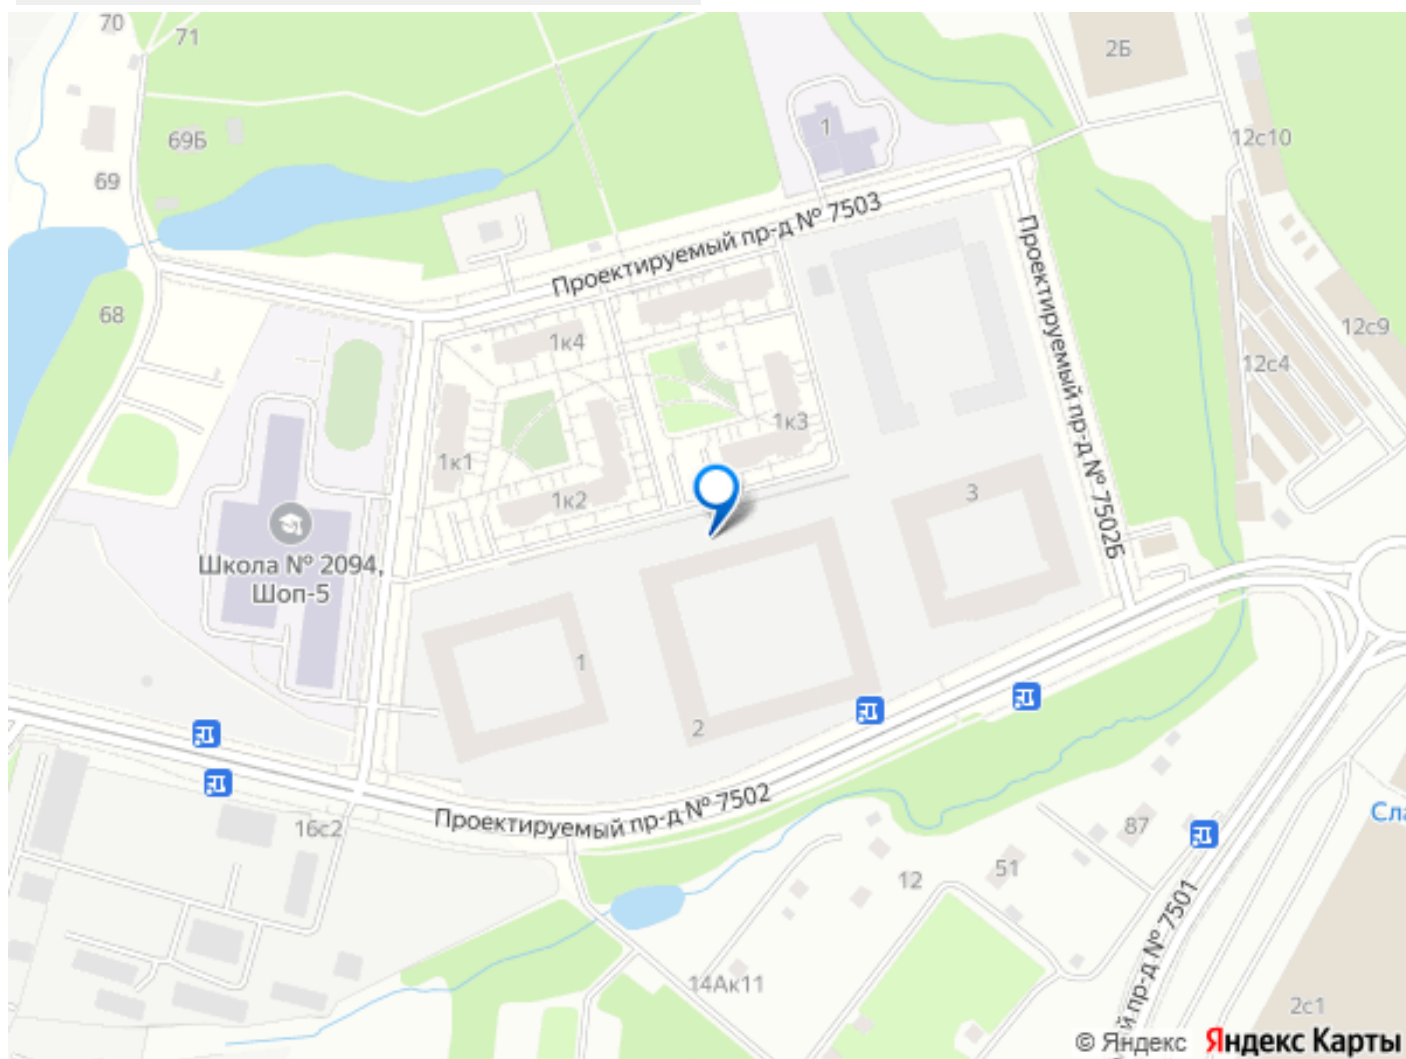 70
71
2Б
1
12с10
69Б
69
Проектируемый пр-д № 7503
Проектируемый пр-д № 7502Б
68
12с9
1к4
12с4
1к3
1к1
1к2
3
Школа № 2094,
Шоп-5
1
2
Проектируемый пр-д № 7502
16с2
87
Сла
51
12
14Ак11
й пр-д № 7501
2с1
© Яндекс Яндекс Карты